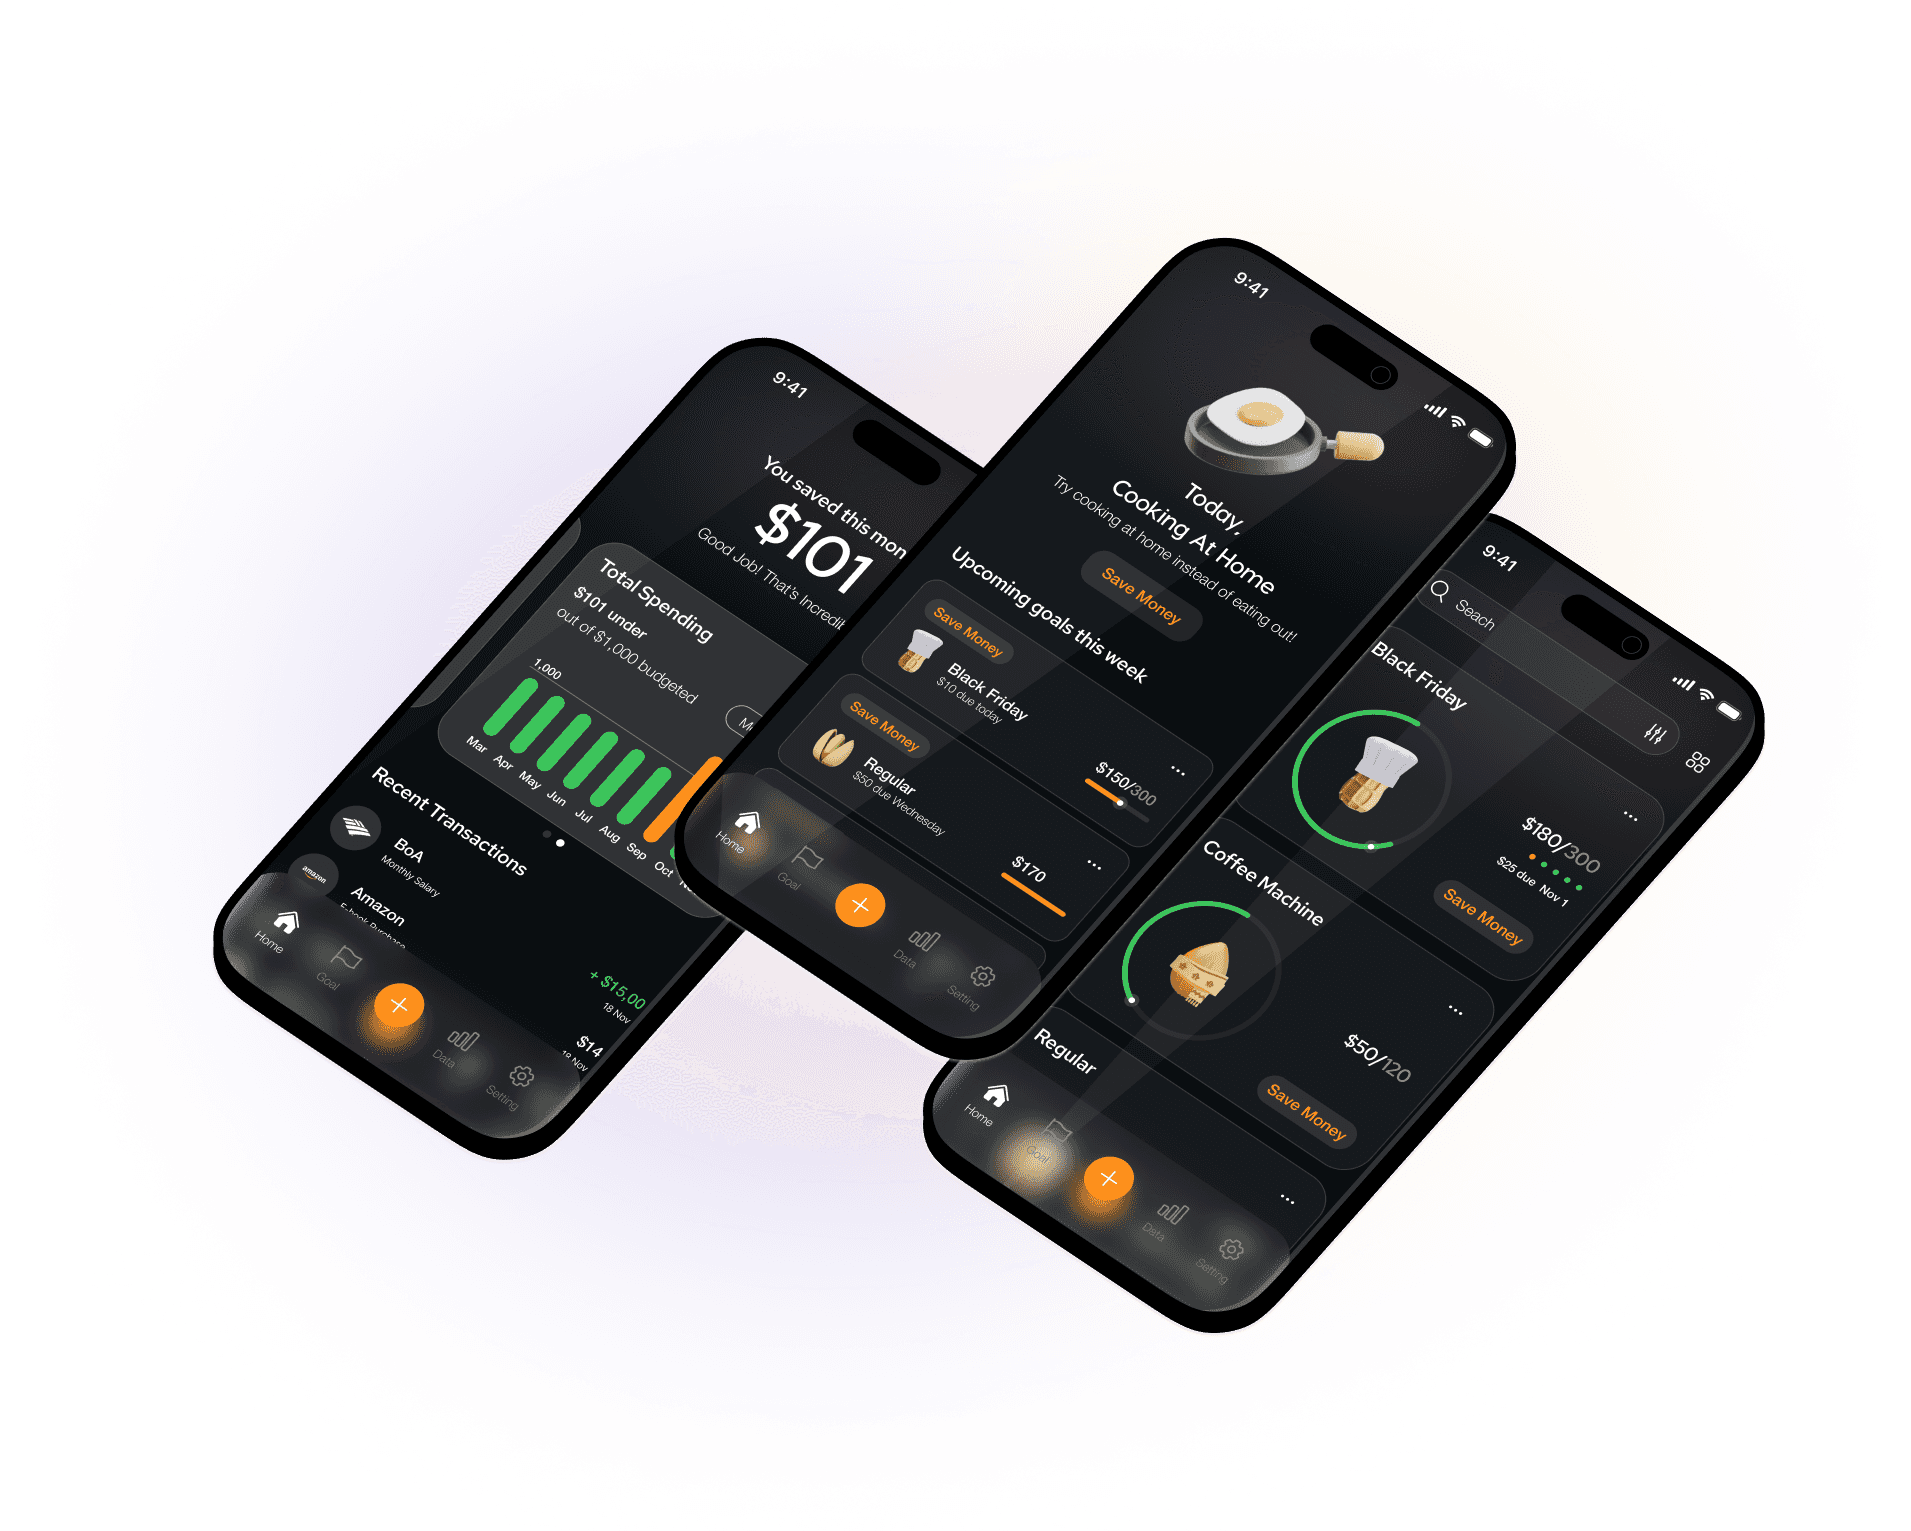 9:41
You saved this mon
$101
Good Job! That's Incredib
Total Spending
$101 under
out of $1,000 budgeted
1,000
Mar Apr May Jun Jul Aug Sep Oct
Recent Transactions
BoA
Monthly Salary
+ $15,00
18 Nov
amazon
Amazon
E-book Purchase
$14
18 Nov
Home
Goal
Data
Setting
9:41
Today,
Cooking At Home
Try cooking at home instead of eating out!
Save Money
Upcoming goals this week
Save Money
Black Friday
$10 due today
$150/300
Save Money
Regular
$50 due Wednesday
$170
Home
Goal
Data
Setting
9:41
Seach
Black Friday
$180/300
$25 due Nov 1
Save Money
Coffee Machine
$50/120
Save Money
Regular
Home
Goal
Data
Setting